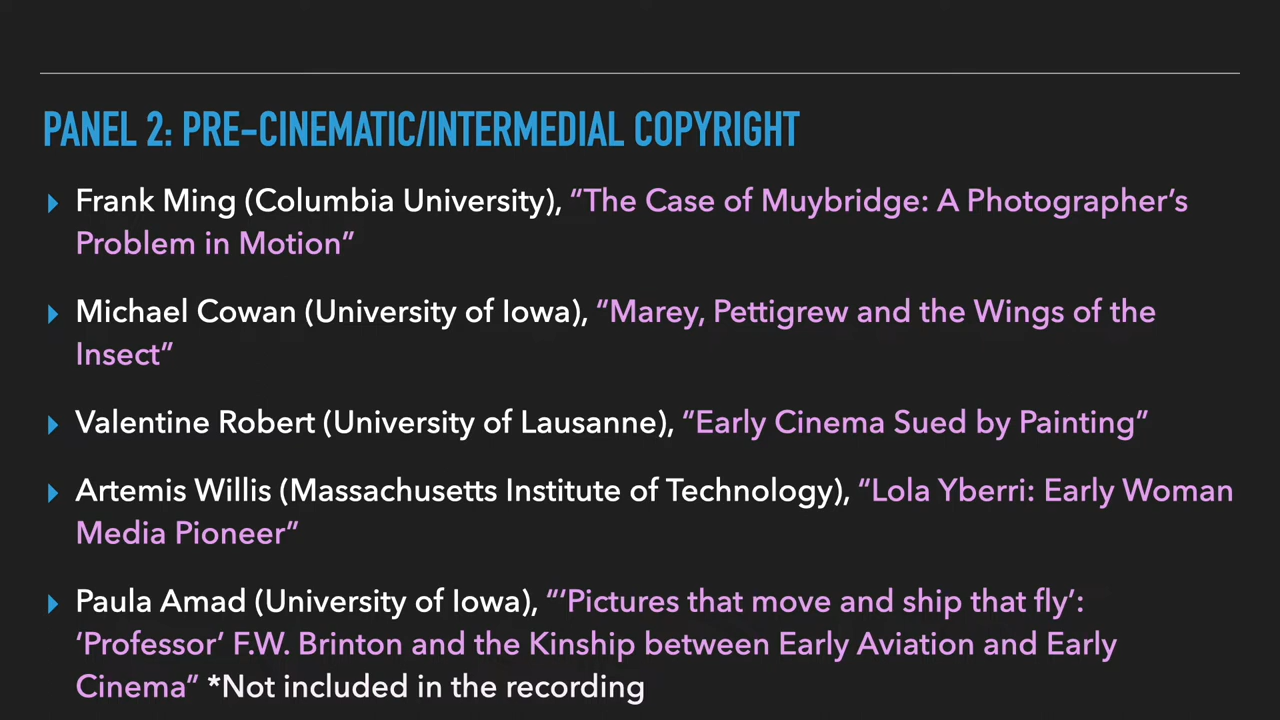 PANEL 2: PRE-CINEMATIC/INTERMEDIAL COPYRIGHT
Frank Ming (Columbia University), “The Case of Muybridge: A Photographer’s
Problem in Motion”
Michael Cowan (University of Iowa), “Marey, Pettigrew and the Wings of the
Insect”
Valentine Robert (University of Lausanne), “Early Cinema Sued by Painting”
Artemis Willis (Massachusetts Institute of Technology), “Lola Yberri: Early Woman
Media Pioneer”
Paula Amad (University of Iowa), “‘Pictures that move and ship that fly’:
‘Professor’ F.W. Brinton and the Kinship between Early Aviation and Early
Cinema” *Not included in the recording